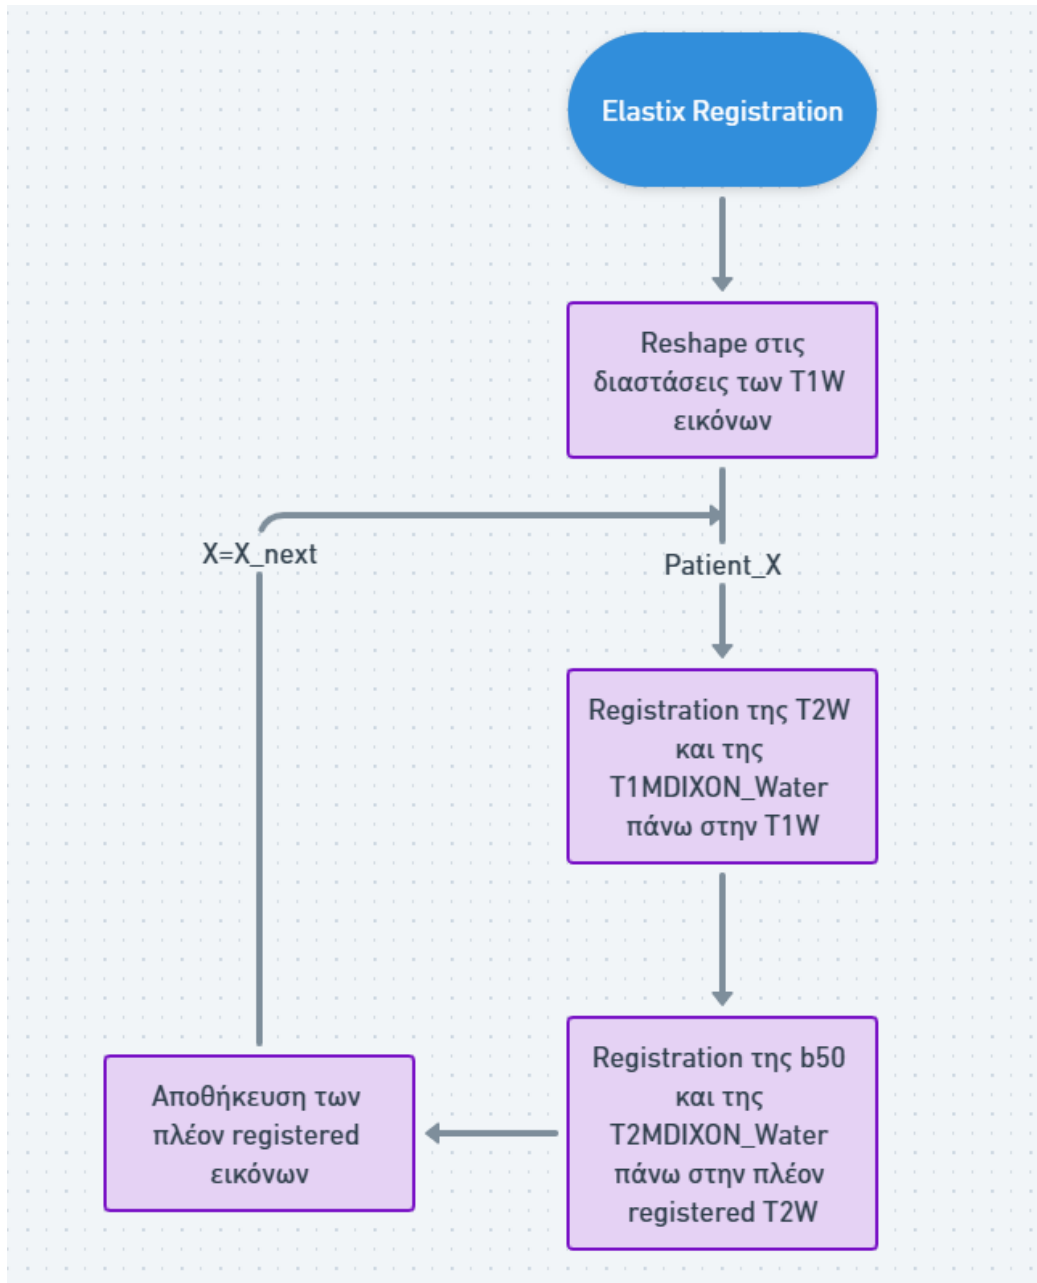 Elastix Registration
Reshape στις
διαστάσεις των T1W
εικόνων
X=X_next
Patient_X
Registration της T2W
και της
T1MDIXON_Water
πάνω στην T1W
Registration της b50
και της
T2MDIXON_Water
πάνω στην πλέον
registered T2W
Αποθήκευση των
πλέον registered
εικόνων